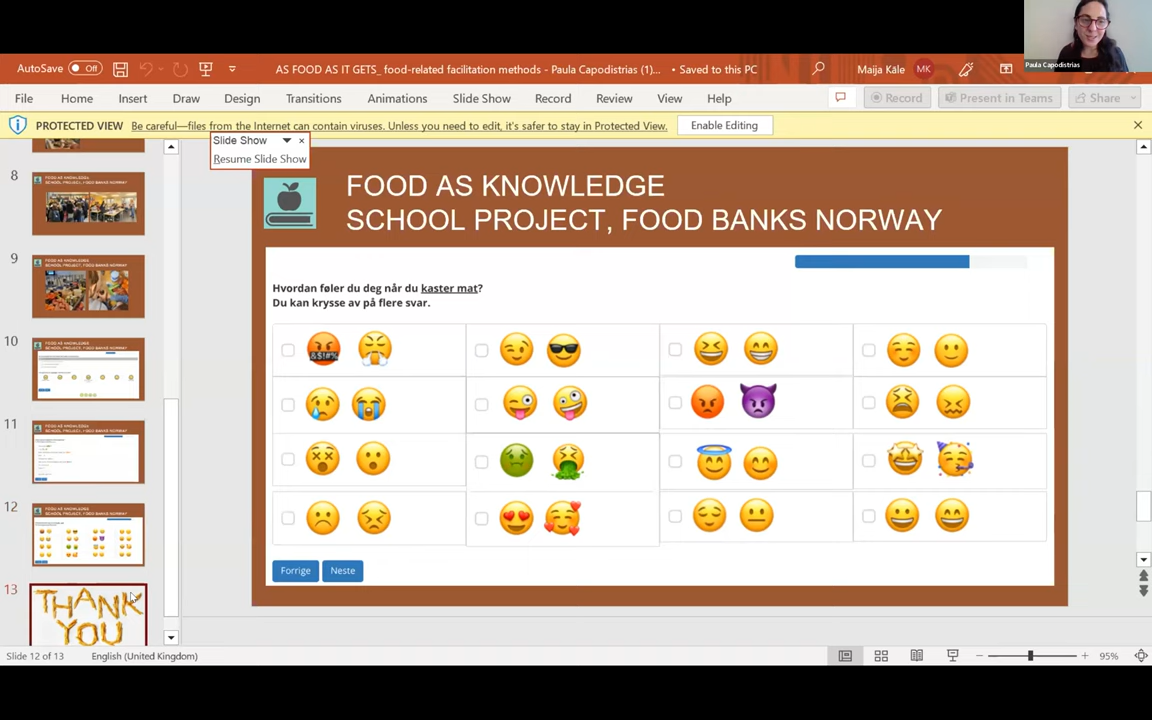 Paula Capodistrias
AutoSave Off
AS FOOD AS IT GETS_ food-related facilitation methods - Paula Capodistrias (1)... • Saved to this PC
Maija Kāle MK
File Home Insert Draw Design Transitions Animations Slide Show Record Review View Help
Record Present in Teams Share
PROTECTED VIEW Be careful—files from the Internet can contain viruses. Unless you need to edit, it's safer to stay in Protected View. Enable Editing
Slide Show
Resume Slide Show
8
9
10
11
12
13
THANK
YOU
FOOD AS KNOWLEDGE
SCHOOL PROJECT, FOOD BANKS NORWAY
Hvordan føler du deg når du kaster mat?
Du kan krysse av på flere svar.
&$!#%
Forrige Neste
Slide 12 of 13 English (United Kingdom)
95%